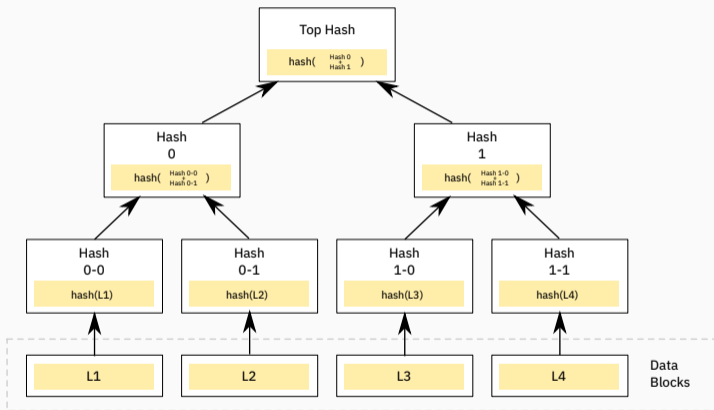 Top Hash
hash( Hash 0 + Hash 1 )
Hash 0
hash( Hash 0-0 + Hash 0-1 )
Hash 1
hash( Hash 1-0 + Hash 1-1 )
Hash 0-0
hash(L1)
Hash 0-1
hash(L2)
Hash 1-0
hash(L3)
Hash 1-1
hash(L4)
L1
L2
L3
L4
Data
Blocks